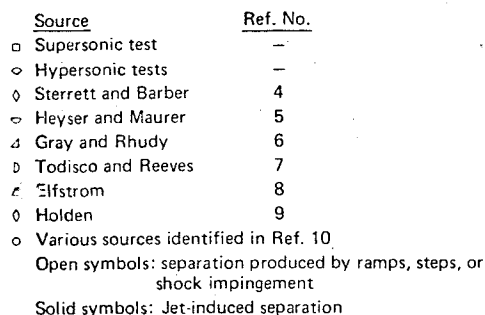 Source Ref. No.
Supersonic test –
Hypersonic tests –
Sterrett and Barber 4
Heyser and Maurer 5
Gray and Rhudy 6
Todisco and Reeves 7
Elfstrom 8
Holden 9
Various sources identified in Ref. 10
Open symbols: separation produced by ramps, steps, or
shock impingement
Solid symbols: Jet-induced separation